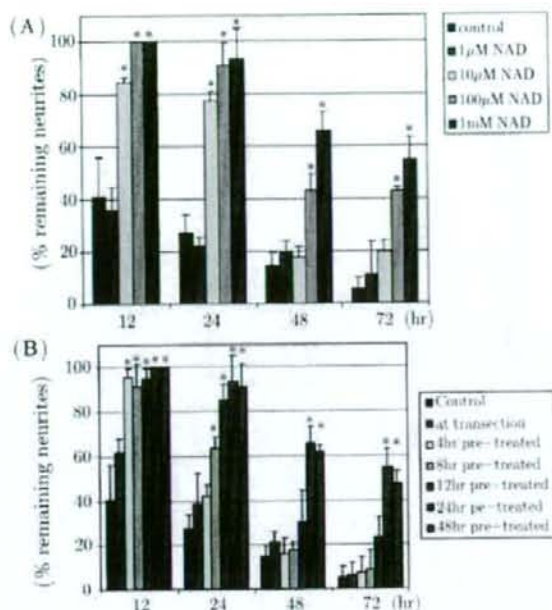 (A)
(% remaining neurites)
100
80
60
40
20
0
12
24
48
72
(hr)
control
1μM NAD
10μM NAD
100μM NAD
1mM NAD
(B)
(% remaining neurites)
100
80
60
40
20
0
12
24
48
72
(hr)
Control
at transection
4hr pre-treated
8hr pre-treated
12hr pre-treated
24hr pe-treated
48hr pre-treated